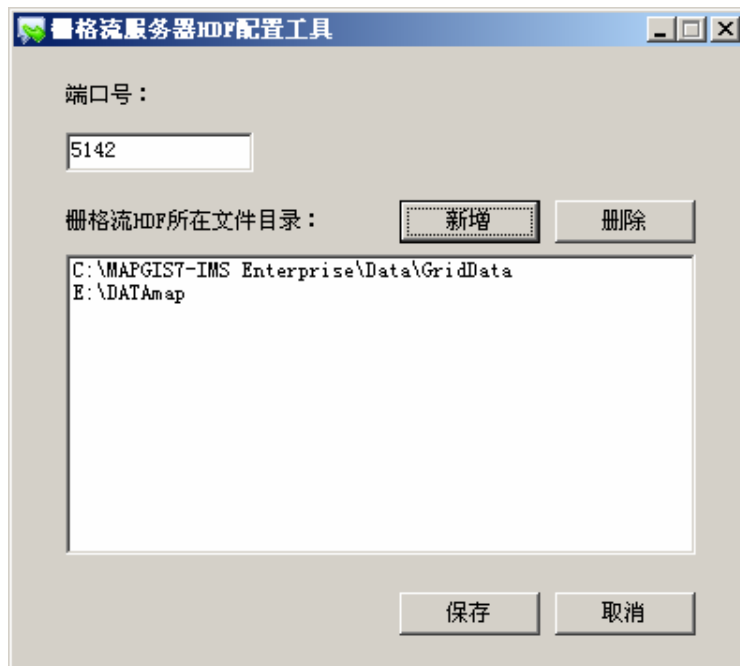 栅格流服务器HDF配置工具
端口号：
5142
栅格流HDF所在文件目录： 新增 删除
C:\MAPGIS7-IMS Enterprise\Data\GridData
E:\DATAmap
保存 取消